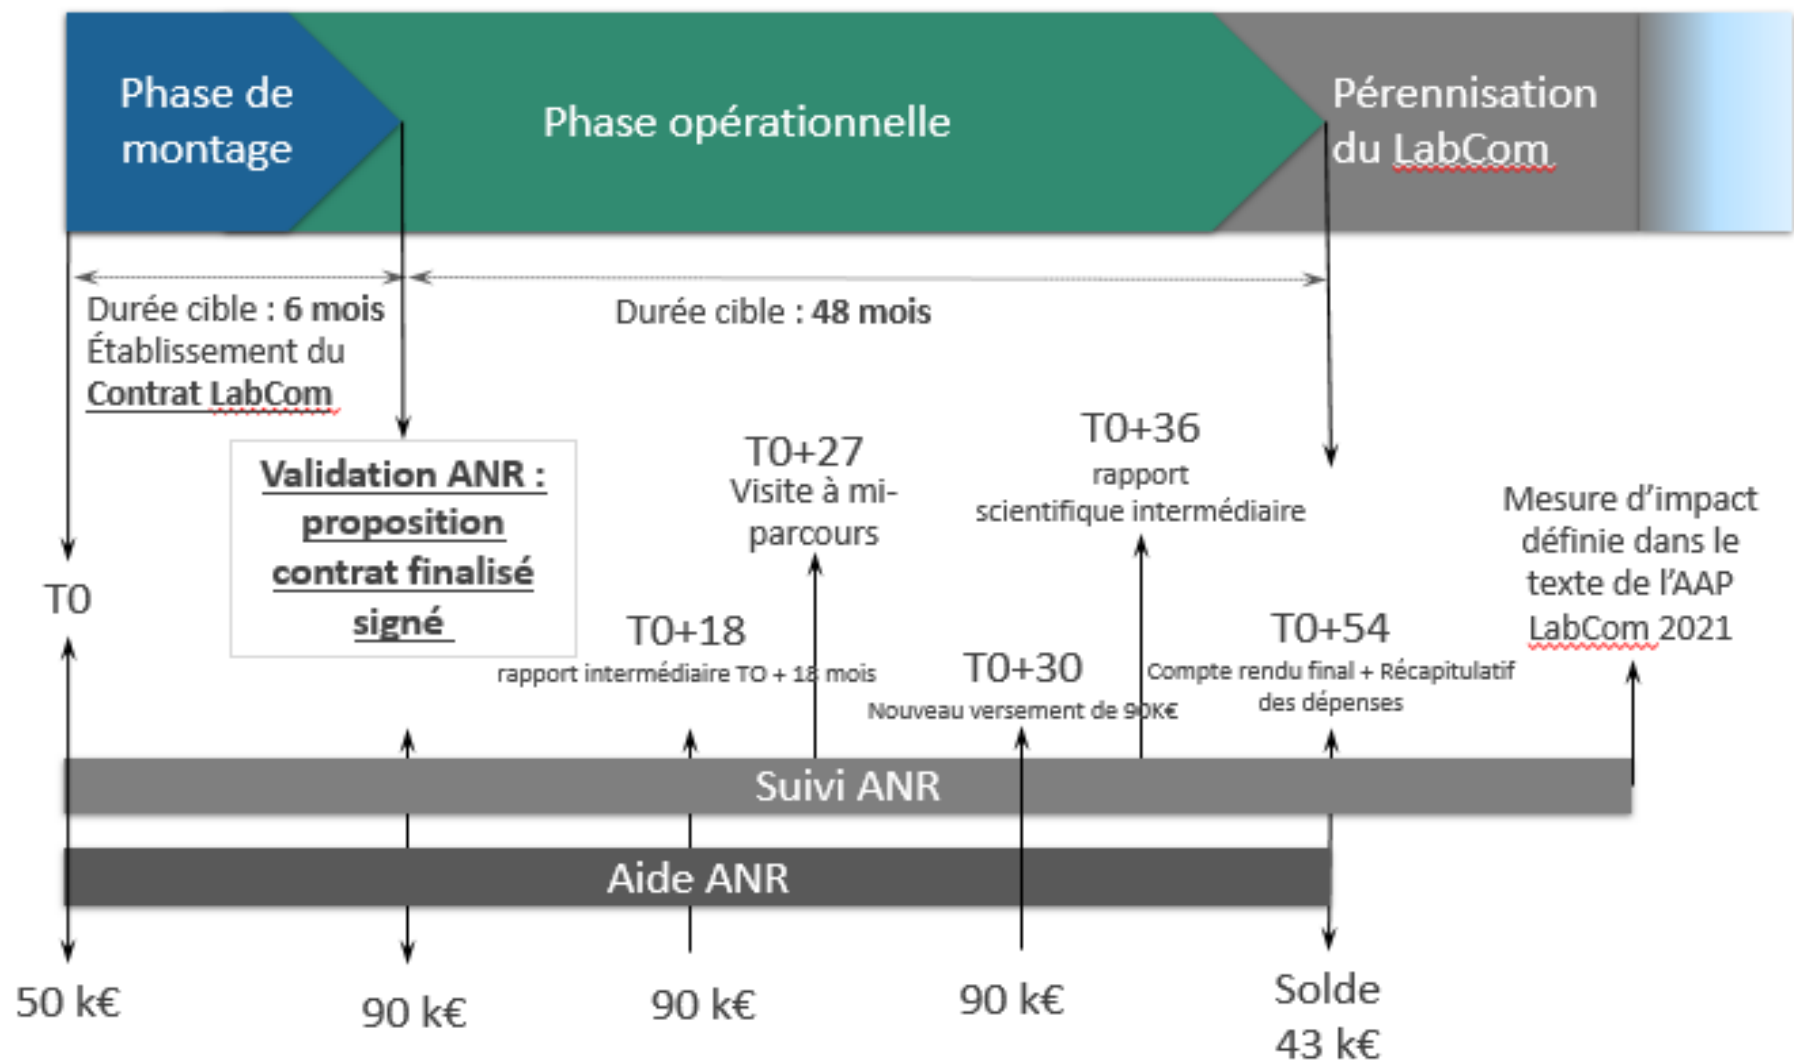 Phase de
montage
Phase opérationnelle
Pérennisation
du LabCom
Durée cible : 6 mois
Établissement du
Contrat LabCom
Durée cible : 48 mois
Validation ANR :
proposition
contrat finalisé
signé
T0
T0+18
rapport intermédiaire TO + 18 mois
T0+27
Visite à mi-
parcours
T0+30
Nouveau versement de 90K€
T0+36
rapport
scientifique intermédiaire
T0+54
Compte rendu final + Récapitulatif
des dépenses
Mesure d’impact
définie dans le
texte de l’AAP
LabCom 2021
Suivi ANR
Aide ANR
50 k€
90 k€
90 k€
90 k€
Solde
43 k€